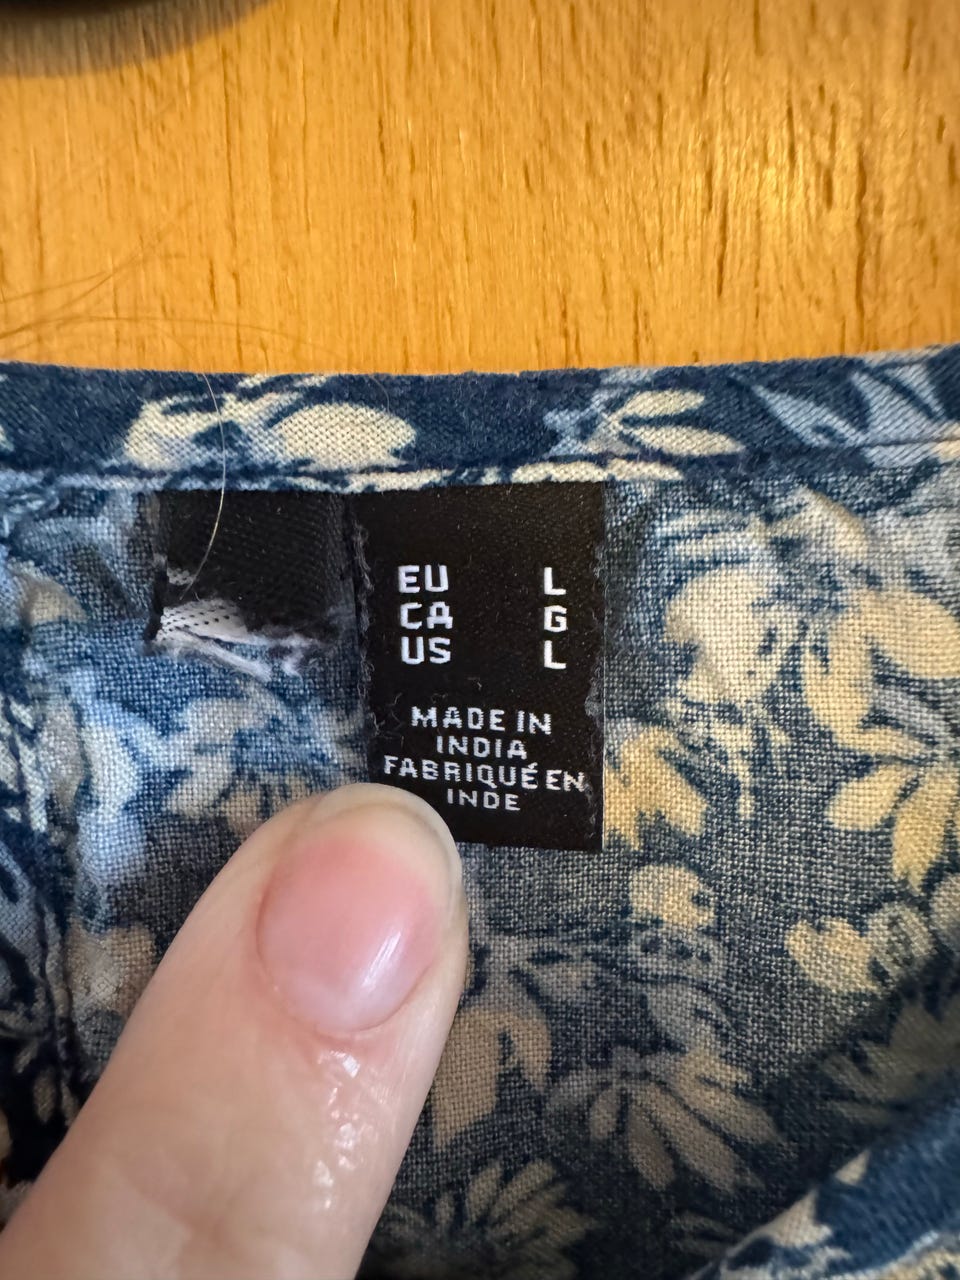 EU L
CA G
US L
MADE IN
INDIA
FABRIQUÉ EN
INDE